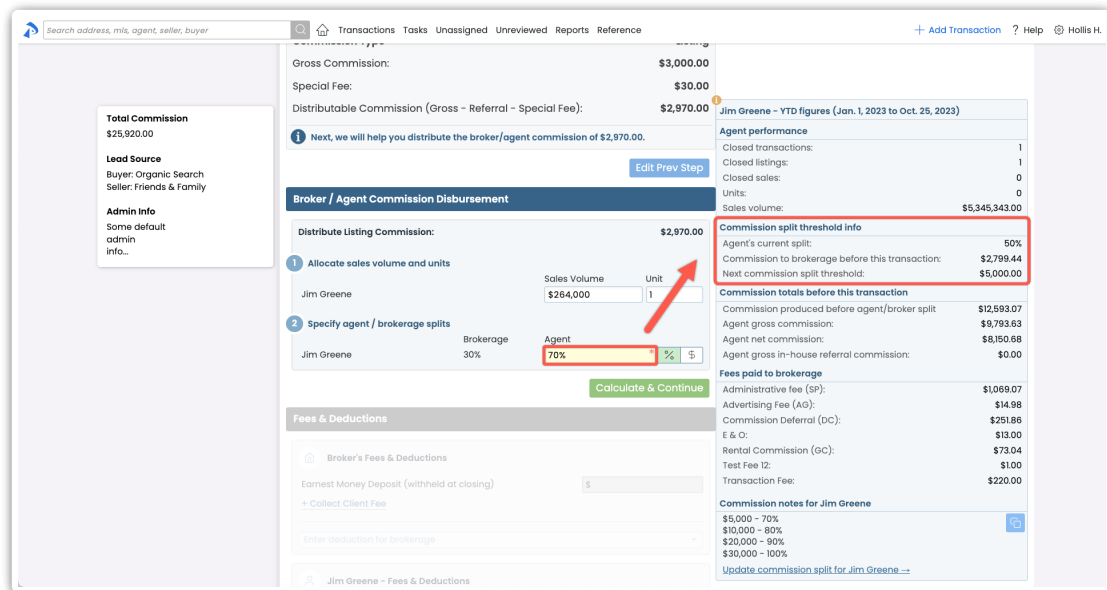 Search address, mls, agent, seller, buyer
Transactions Tasks Unassigned Unreviewed Reports Reference
+ Add Transaction ? Help Hollis H.
Total Commission
$25,920.00
Lead Source
Buyer: Organic Search
Seller: Friends & Family
Admin Info
Some default
admin
info...
Commission Type Listing
Gross Commission: $3,000.00
Special Fee: $30.00
Distributable Commission (Gross - Referral - Special Fee): $2,970.00
i Next, we will help you distribute the broker/agent commission of $2,970.00.
Edit Prev Step
Broker / Agent Commission Disbursement
Distribute Listing Commission: $2,970.00
1 Allocate sales volume and units
Sales Volume Unit
Jim Greene $264,000 1
2 Specify agent / brokerage splits
Brokerage Agent
Jim Greene 30% 70% * % $
Calculate & Continue
Fees & Deductions
Broker's Fees & Deductions
Earnest Money Deposit (withheld at closing) $
+ Collect Client Fee
Enter deduction for brokerage
Jim Greene - Fees & Deductions
i
Jim Greene - YTD figures (Jan. 1, 2023 to Oct. 25, 2023)
Agent performance
Closed transactions: 1
Closed listings: 1
Closed sales: 0
Units: 0
Sales volume: $5,345,343.00
Commission split threshold info
Agent's current split: 50%
Commission to brokerage before this transaction: $2,799.44
Next commission split threshold: $5,000.00
Commission totals before this transaction
Commission produced before agent/broker split $12,593.07
Agent gross commission: $9,793.63
Agent net commission: $8,150.68
Agent gross in-house referral commission: $0.00
Fees paid to brokerage
Administrative fee (SP): $1,069.07
Advertising Fee (AG): $14.98
Commission Deferral (DC): $251.86
E & O: $13.00
Rental Commission (GC): $73.04
Test Fee 12: $1.00
Transaction Fee: $220.00
Commission notes for Jim Greene
$5,000 - 70%
$10,000 - 80%
$20,000 - 90%
$30,000 - 100%
Update commission split for Jim Greene →